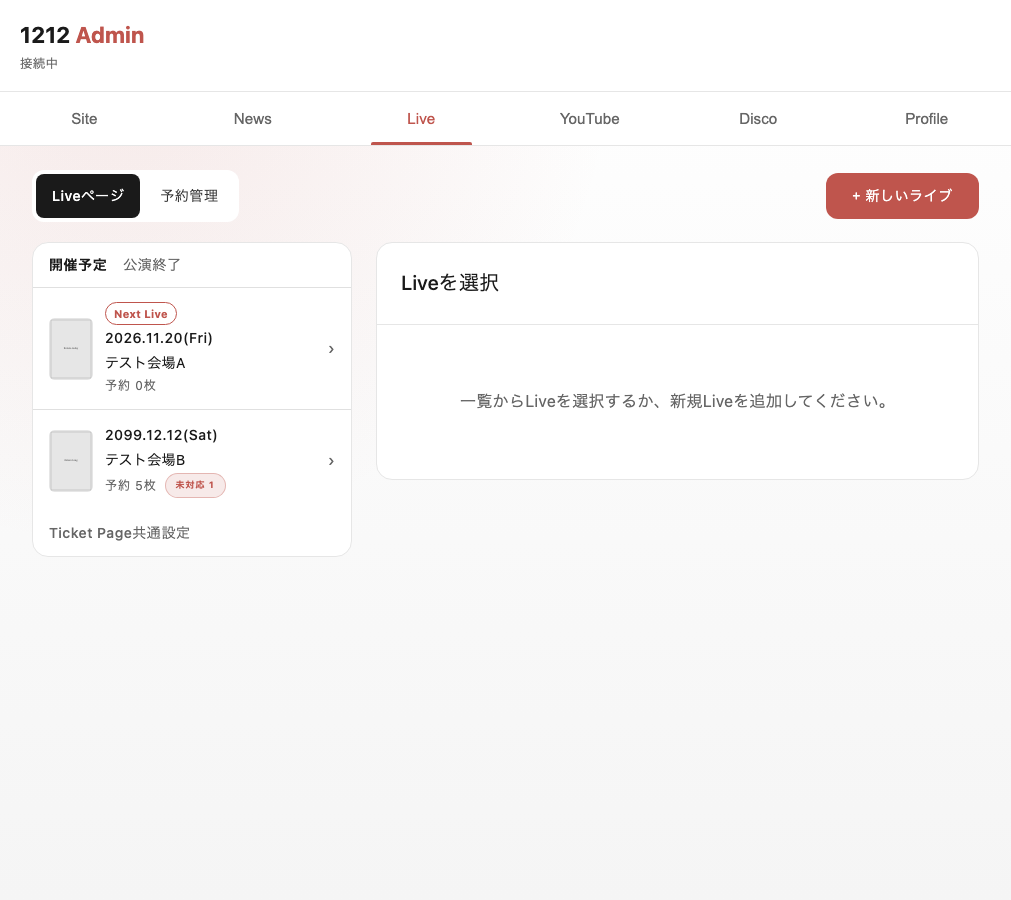 1212 Admin
接続中
Site
News
Live
YouTube
Disco
Profile
Liveページ
予約管理
+ 新しいライブ
開催予定
公演終了
Next Live
2026.11.20(Fri)
テスト会場A
予約 0枚
›
2099.12.12(Sat)
テスト会場B
予約 5枚
未対応 1
›
Ticket Page共通設定
Liveを選択
一覧からLiveを選択するか、新規Liveを追加してください。